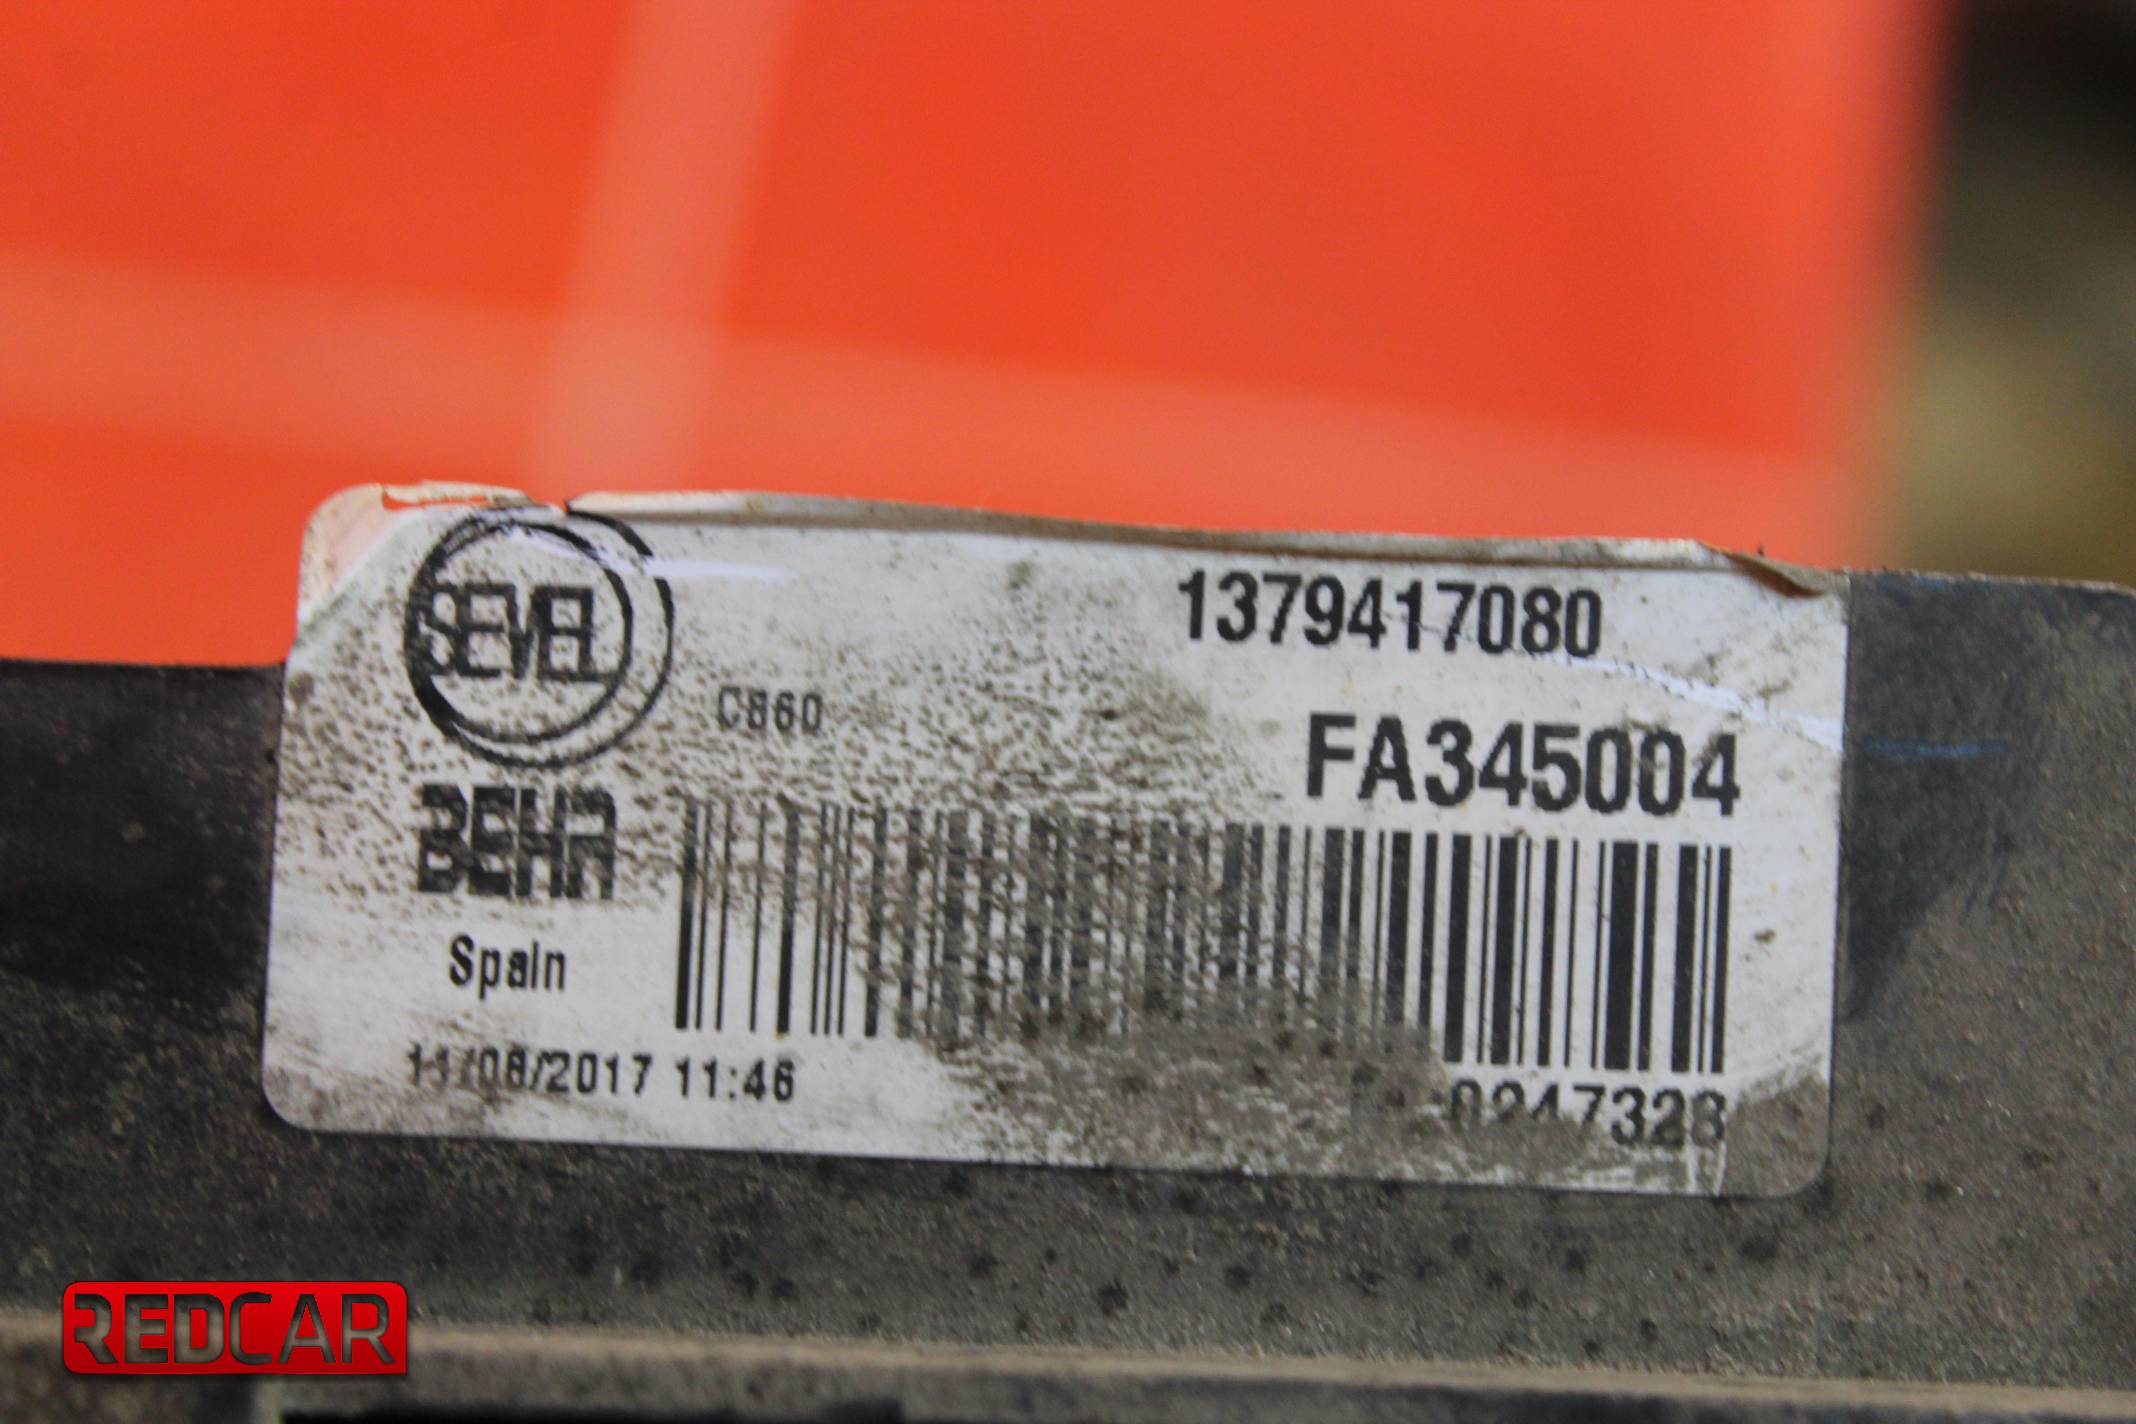 SEVEL
1379417080
C860
FA345004
BEHR
Spain
11/08/2017 11:46
0247328
REDCAR